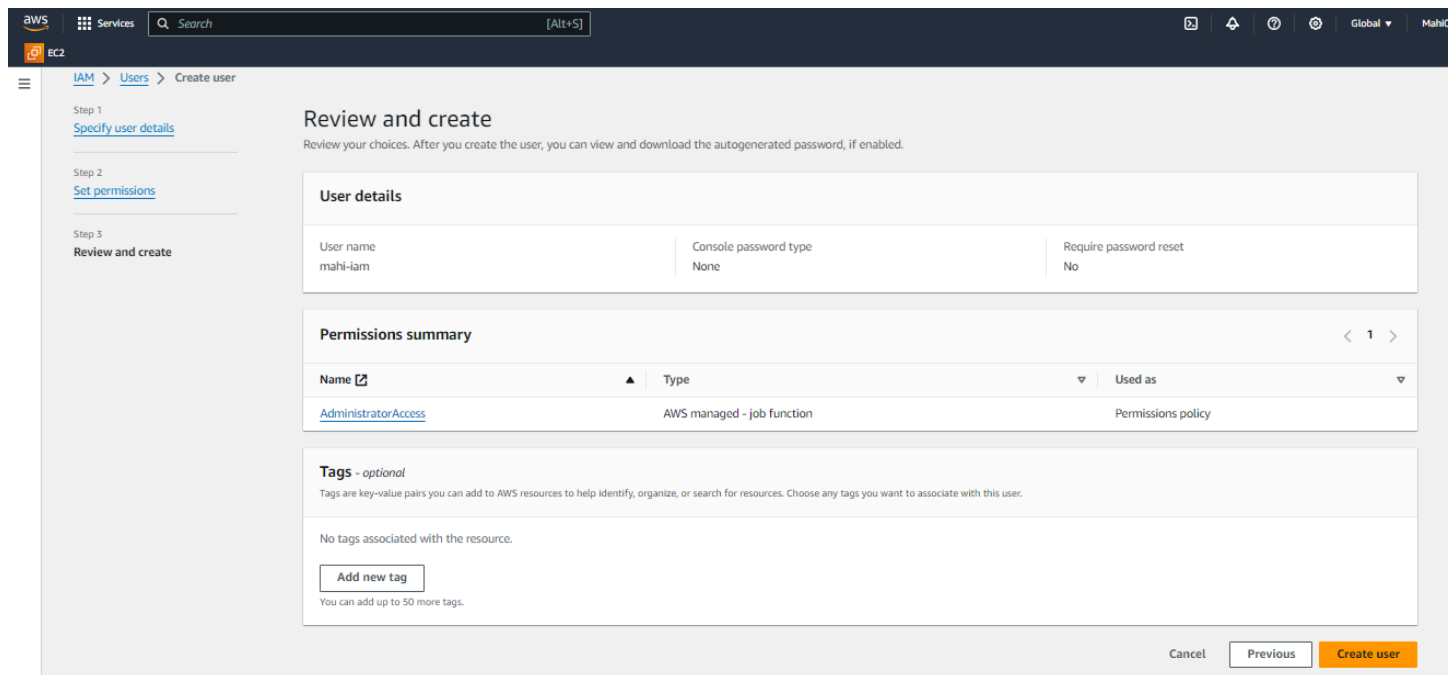 aws Services Search [Alt+S] Global ▼
EC2
IAM > Users > Create user
Step 1
Specify user details
Step 2
Set permissions
Step 3
Review and create
Review and create
Review your choices. After you create the user, you can view and download the autogenerated password, if enabled.
User details
User name Console password type Require password reset
mahi-iam None No
Permissions summary < 1 >
Name Type Used as
AdministratorAccess AWS managed - job function Permissions policy
Tags - optional
Tags are key-value pairs you can add to AWS resources to help identify, organize, or search for resources. Choose any tags you want to associate with this user.
No tags associated with the resource.
Add new tag
You can add up to 50 more tags.
Cancel Previous Create user